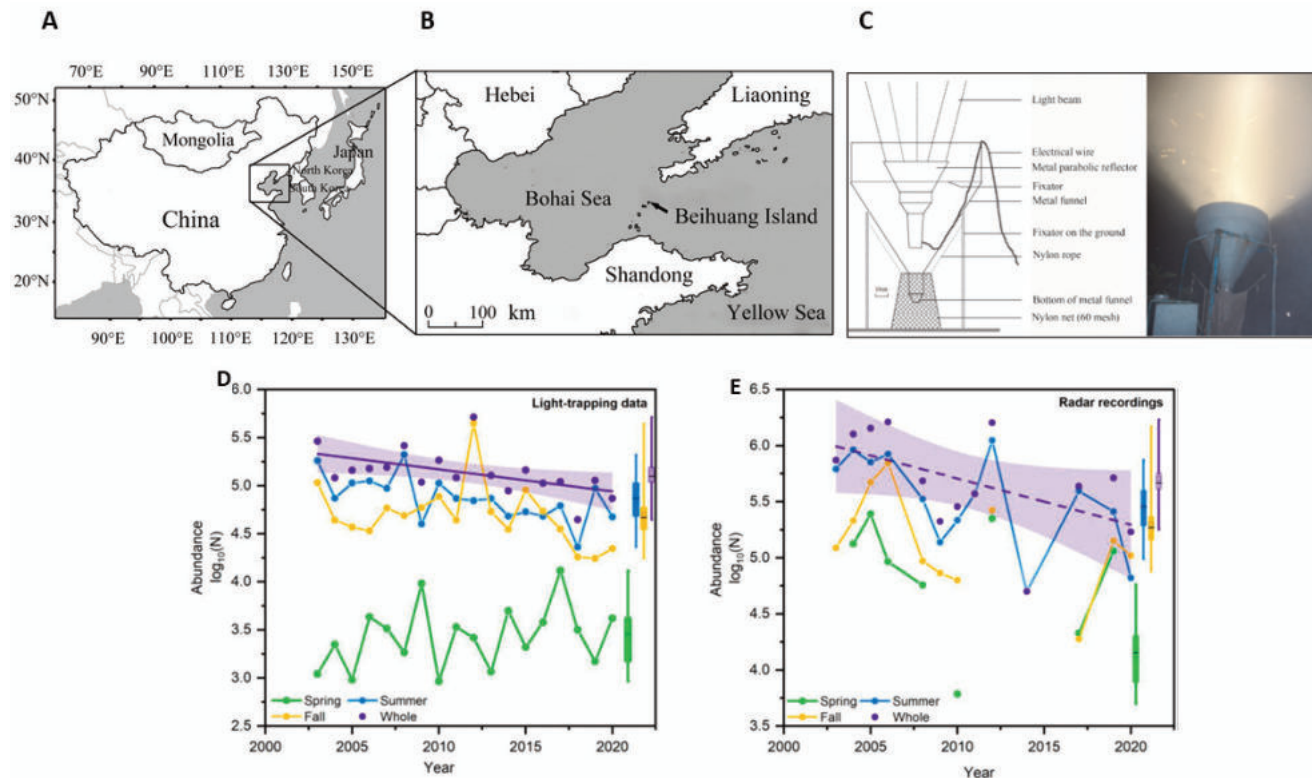 A
70°E 90°E 110°E 130°E 150°E
50°N
40°N
30°N
20°N
Mongolia
Japan
North Korea
South Korea
China
90°E 100°E 110°E 120°E 130°E
B
Hebei
Liaoning
Bohai Sea
Beihuang Island
Shandong
0 100 km
Yellow Sea
C
Light beam
Electrical wire
Metal parabolic reflector
Fixator
Metal funnel
Fixator on the ground
Nylon rope
Bottom of metal funnel
Nylon net (60 mesh)
D
Light-trapping data
Abundance
log10(N)
6.0
5.5
5.0
4.5
4.0
3.5
3.0
2.5
Spring Summer
Fall Whole
2000 2005 2010 2015 2020
Year
E
Radar recordings
Abundance
log10(N)
6.5
6.0
5.5
5.0
4.5
4.0
3.5
Spring Summer
Fall Whole
2000 2005 2010 2015 2020
Year